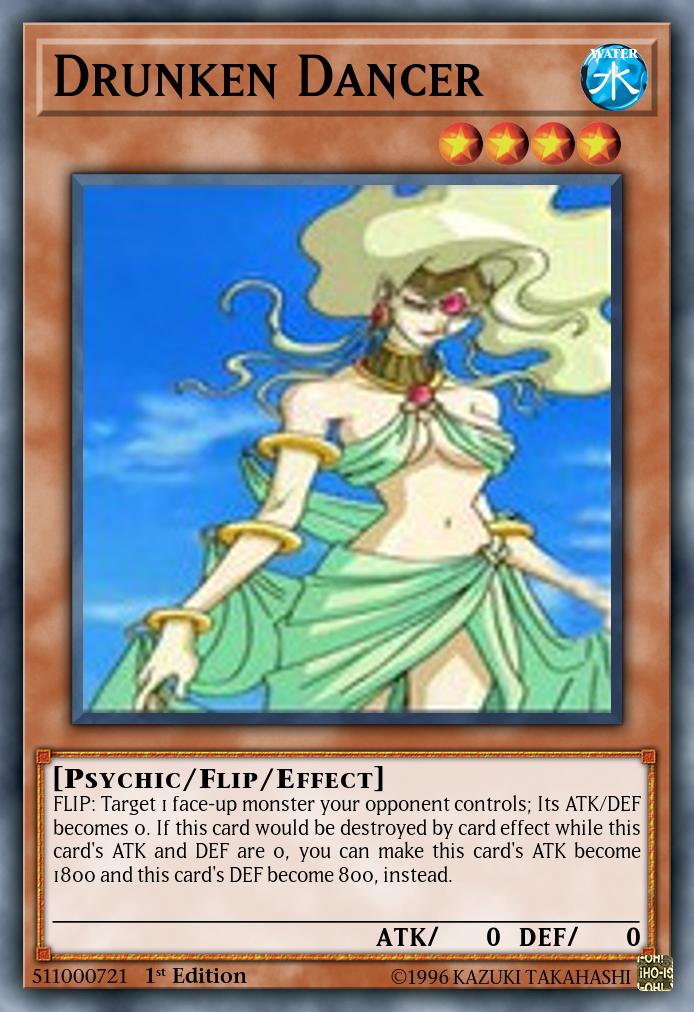 Drunken Dancer
WATER
水
[Psychic/Flip/Effect]
FLIP: Target 1 face-up monster your opponent controls; Its ATK/DEF
becomes 0. If this card would be destroyed by card effect while this
card's ATK and DEF are 0, you can make this card's ATK become
1800 and this card's DEF become 800, instead.
ATK/ 0 DEF/ 0
511000721 1st Edition ©1996 KAZUKI TAKAHASHI